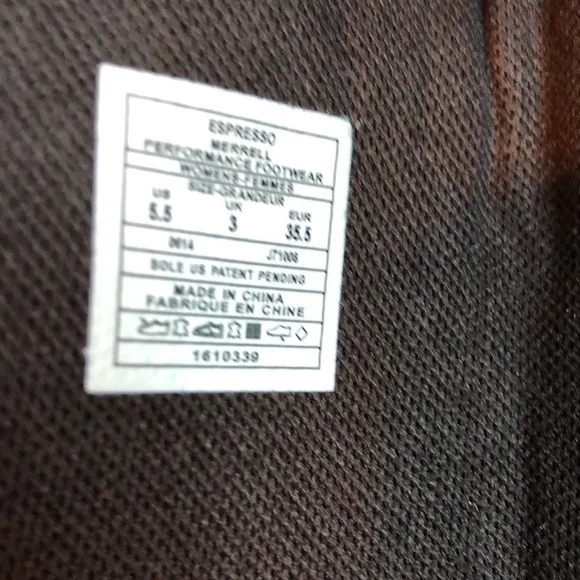 ESPRESSO
MERRELL
PERFORMANCE FOOTWEAR
WOMENS-FEMMES
SIZE-GRANDEUR
US UK EUR
5.5 3 35.5
0614 J71006
SOLE US PATENT PENDING
MADE IN CHINA
FABRIQUE EN CHINE
1610339